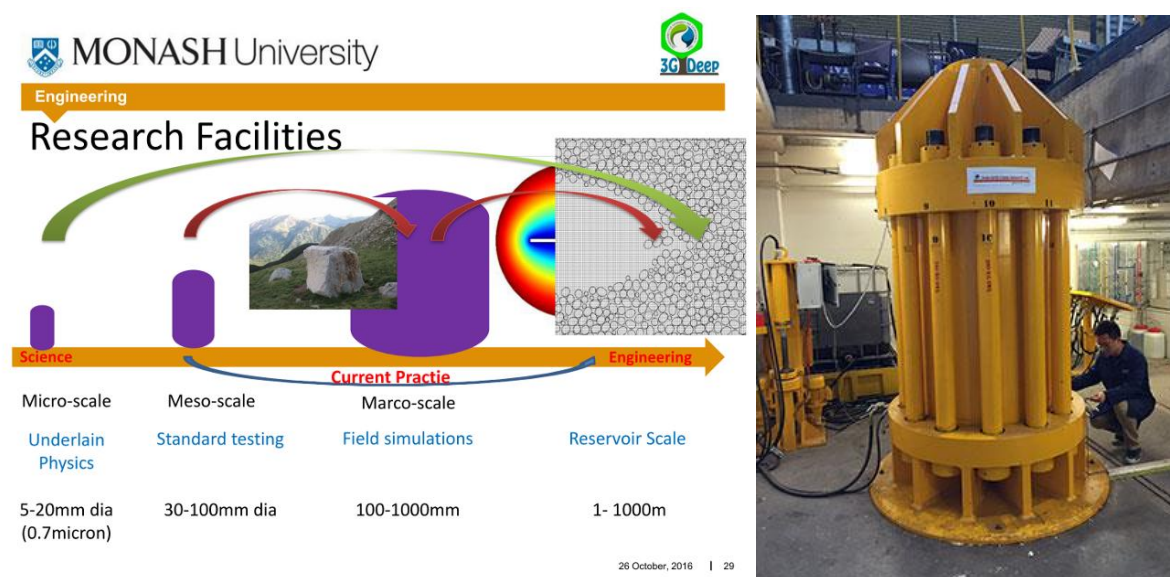 MONASH University
3G Deep
Engineering
Research Facilities
Science
Engineering
Current Practie
Micro-scale
Meso-scale
Marco-scale
Underlain
Physics
Standard testing
Field simulations
Reservoir Scale
5-20mm dia
(0.7micron)
30-100mm dia
100-1000mm
1- 1000m
26 October, 2016 | 29
9
10
11
9
10